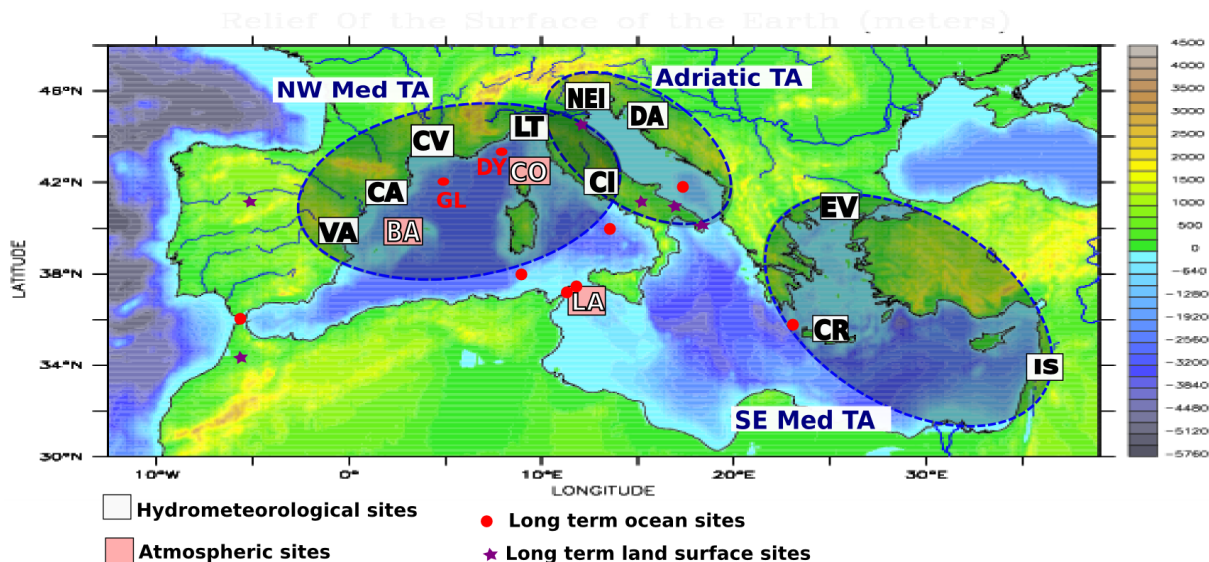 Relief Of the Surface of the Earth (meters)
NW Med TA
Adriatic TA
NEI
DA
LT
CV
DY
CO
CI
CA
GL
VA
BA
EV
LA
CR
IS
SE Med TA
46°N
42°N
38°N
34°N
30°N
LATITUDE
10°W
0°
10°E
20°E
30°E
LONGITUDE
4500
4000
3500
3000
2500
2000
1500
1000
500
0
-640
-1280
-1920
-2560
-3200
-3840
-4480
-5120
-5760
Hydrometeorological sites
Long term ocean sites
Atmospheric sites
Long term land surface sites